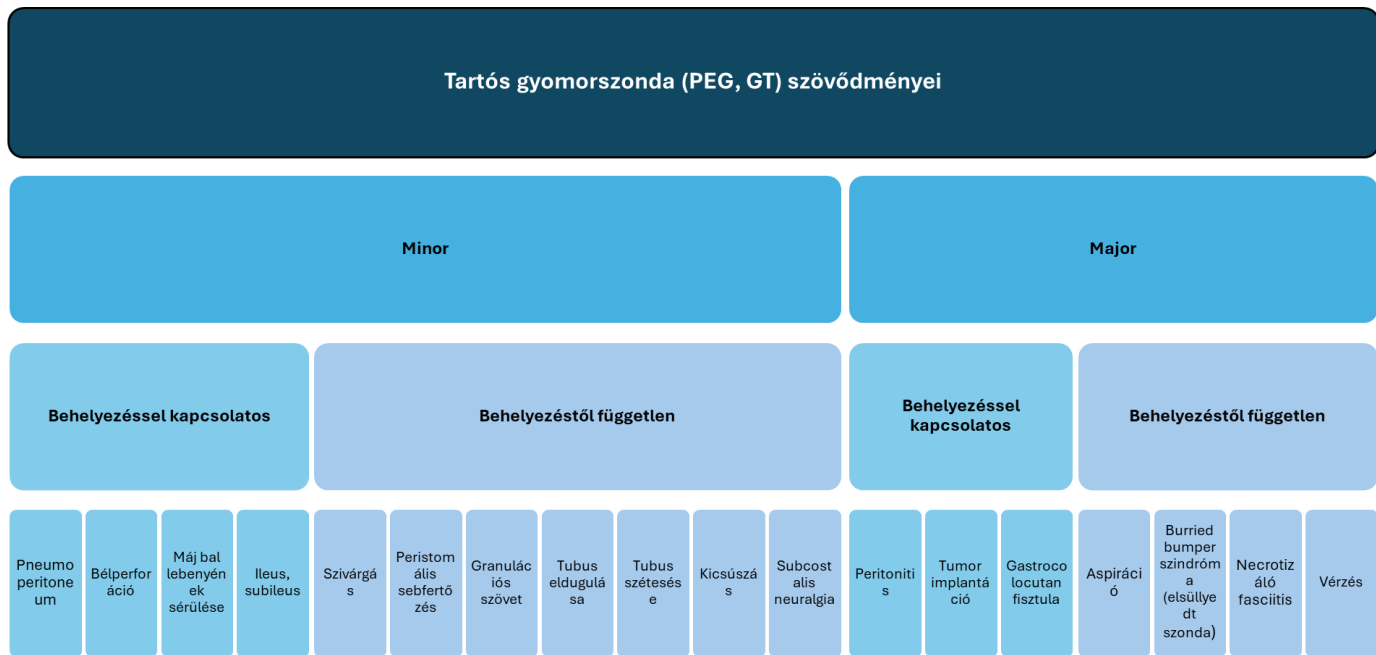 Tartós gyomorszonda (PEG, GT) szövődményei
Minor
Major
Behelyezéssel kapcsolatos
Behelyezéstől független
Behelyezéssel
kapcsolatos
Behelyezéstől független
Pneumo
peritone
um
Bélperfor
áció
Máj bal
lebenyén
ek
sérülése
Ileus,
subileus
Szivárgá
s
Peristom
ális
sebfertő
zés
Granuláci
ós
szövet
Tubus
eldugulá
sa
Tubus
szétesés
e
Kicsúszá
s
Subcost
alis
neuralgia
Peritoniti
s
Tumor
implantá
ció
Gastroco
locutan
fisztula
Aspiráci
ó
Burried
bumper
szindróm
a
(elsüllye
dt
szonda)
Necrotiz
áló
fasciitis
Vérzés